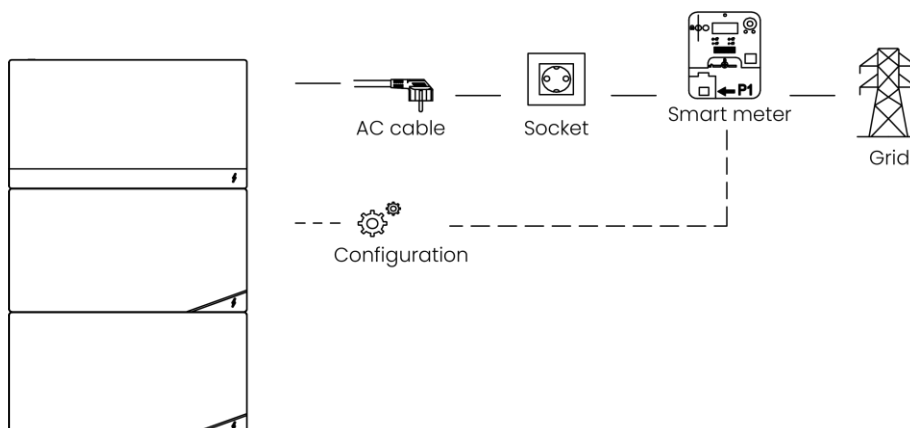 P1
AC cable
Socket
Smart meter
Grid
Configuration